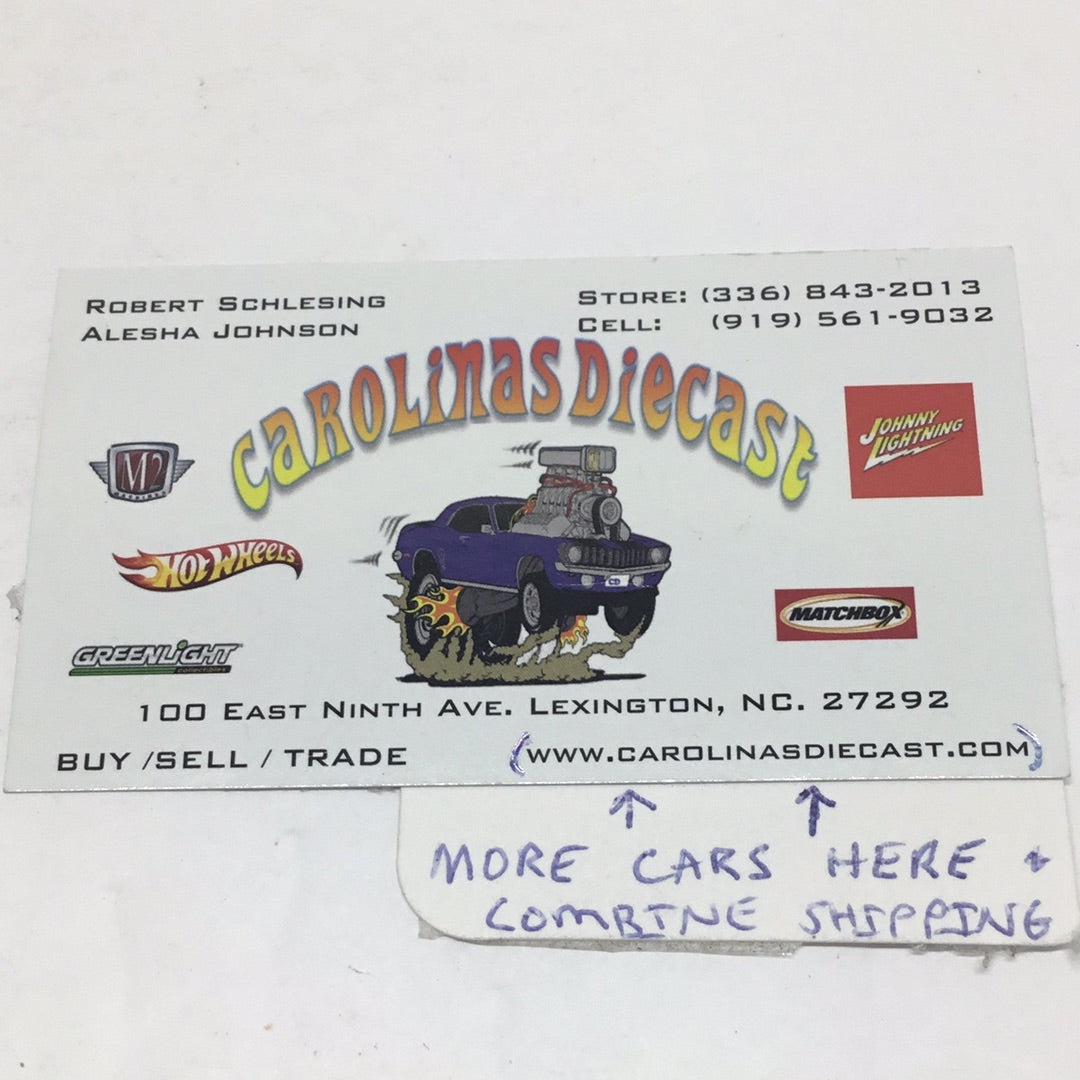 ROBERT SCHLESING
ALESHA JOHNSON
STORE: (336) 843-2013
CELL: (919) 561-9032
CAROLINAS DIECAST
M2
JOHNNY
LIGHTNING
HOT WHEELS
MATCHBOX
GREENLIGHT
collectibles
CD
100 EAST NINTH AVE. LEXINGTON, NC. 27292
BUY /SELL / TRADE
(WWW.CAROLINASDIECAST.COM)
MORE CARS HERE +
COMBINE SHIPPING